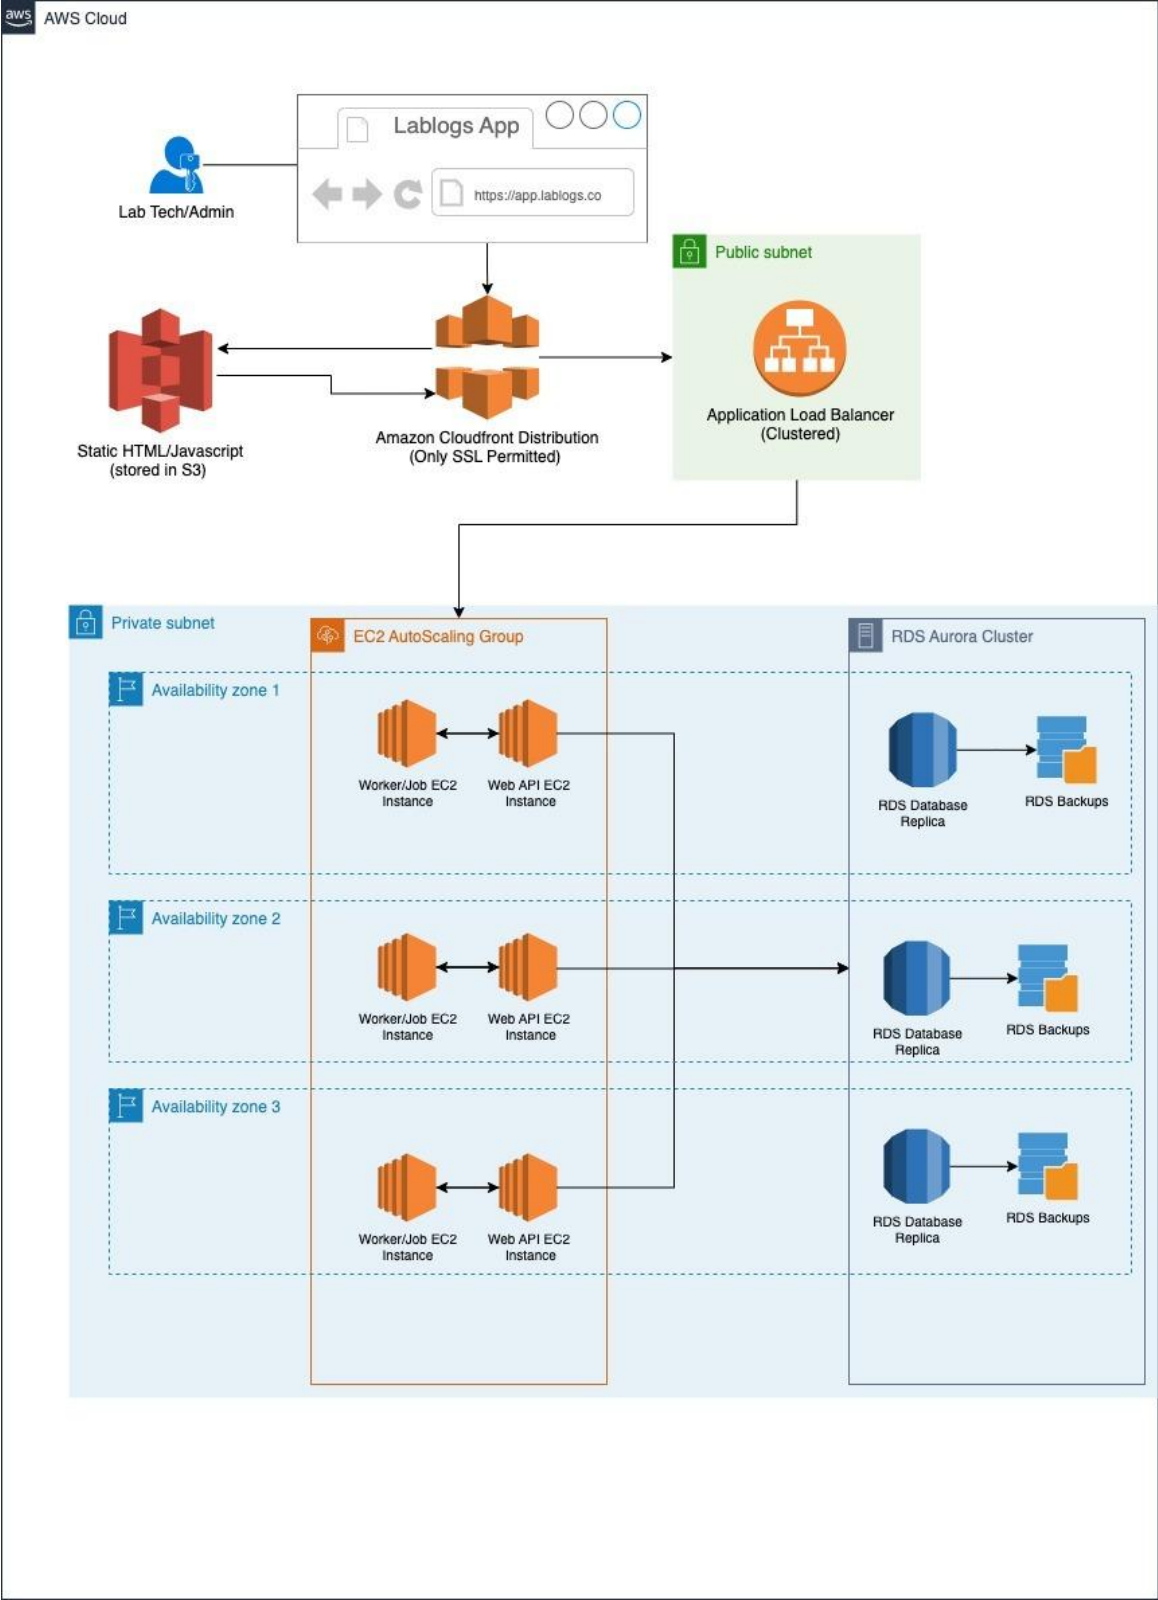 aws
AWS Cloud
Lablogs App
https://app.lablogs.co
Lab Tech/Admin
Public subnet
Application Load Balancer
(Clustered)
Amazon Cloudfront Distribution
(Only SSL Permitted)
Static HTML/Javascript
(stored in S3)
Private subnet
EC2 AutoScaling Group
RDS Aurora Cluster
Availability zone 1
Worker/Job EC2
Instance
Web API EC2
Instance
RDS Database
Replica
RDS Backups
Availability zone 2
Worker/Job EC2
Instance
Web API EC2
Instance
RDS Database
Replica
RDS Backups
Availability zone 3
Worker/Job EC2
Instance
Web API EC2
Instance
RDS Database
Replica
RDS Backups